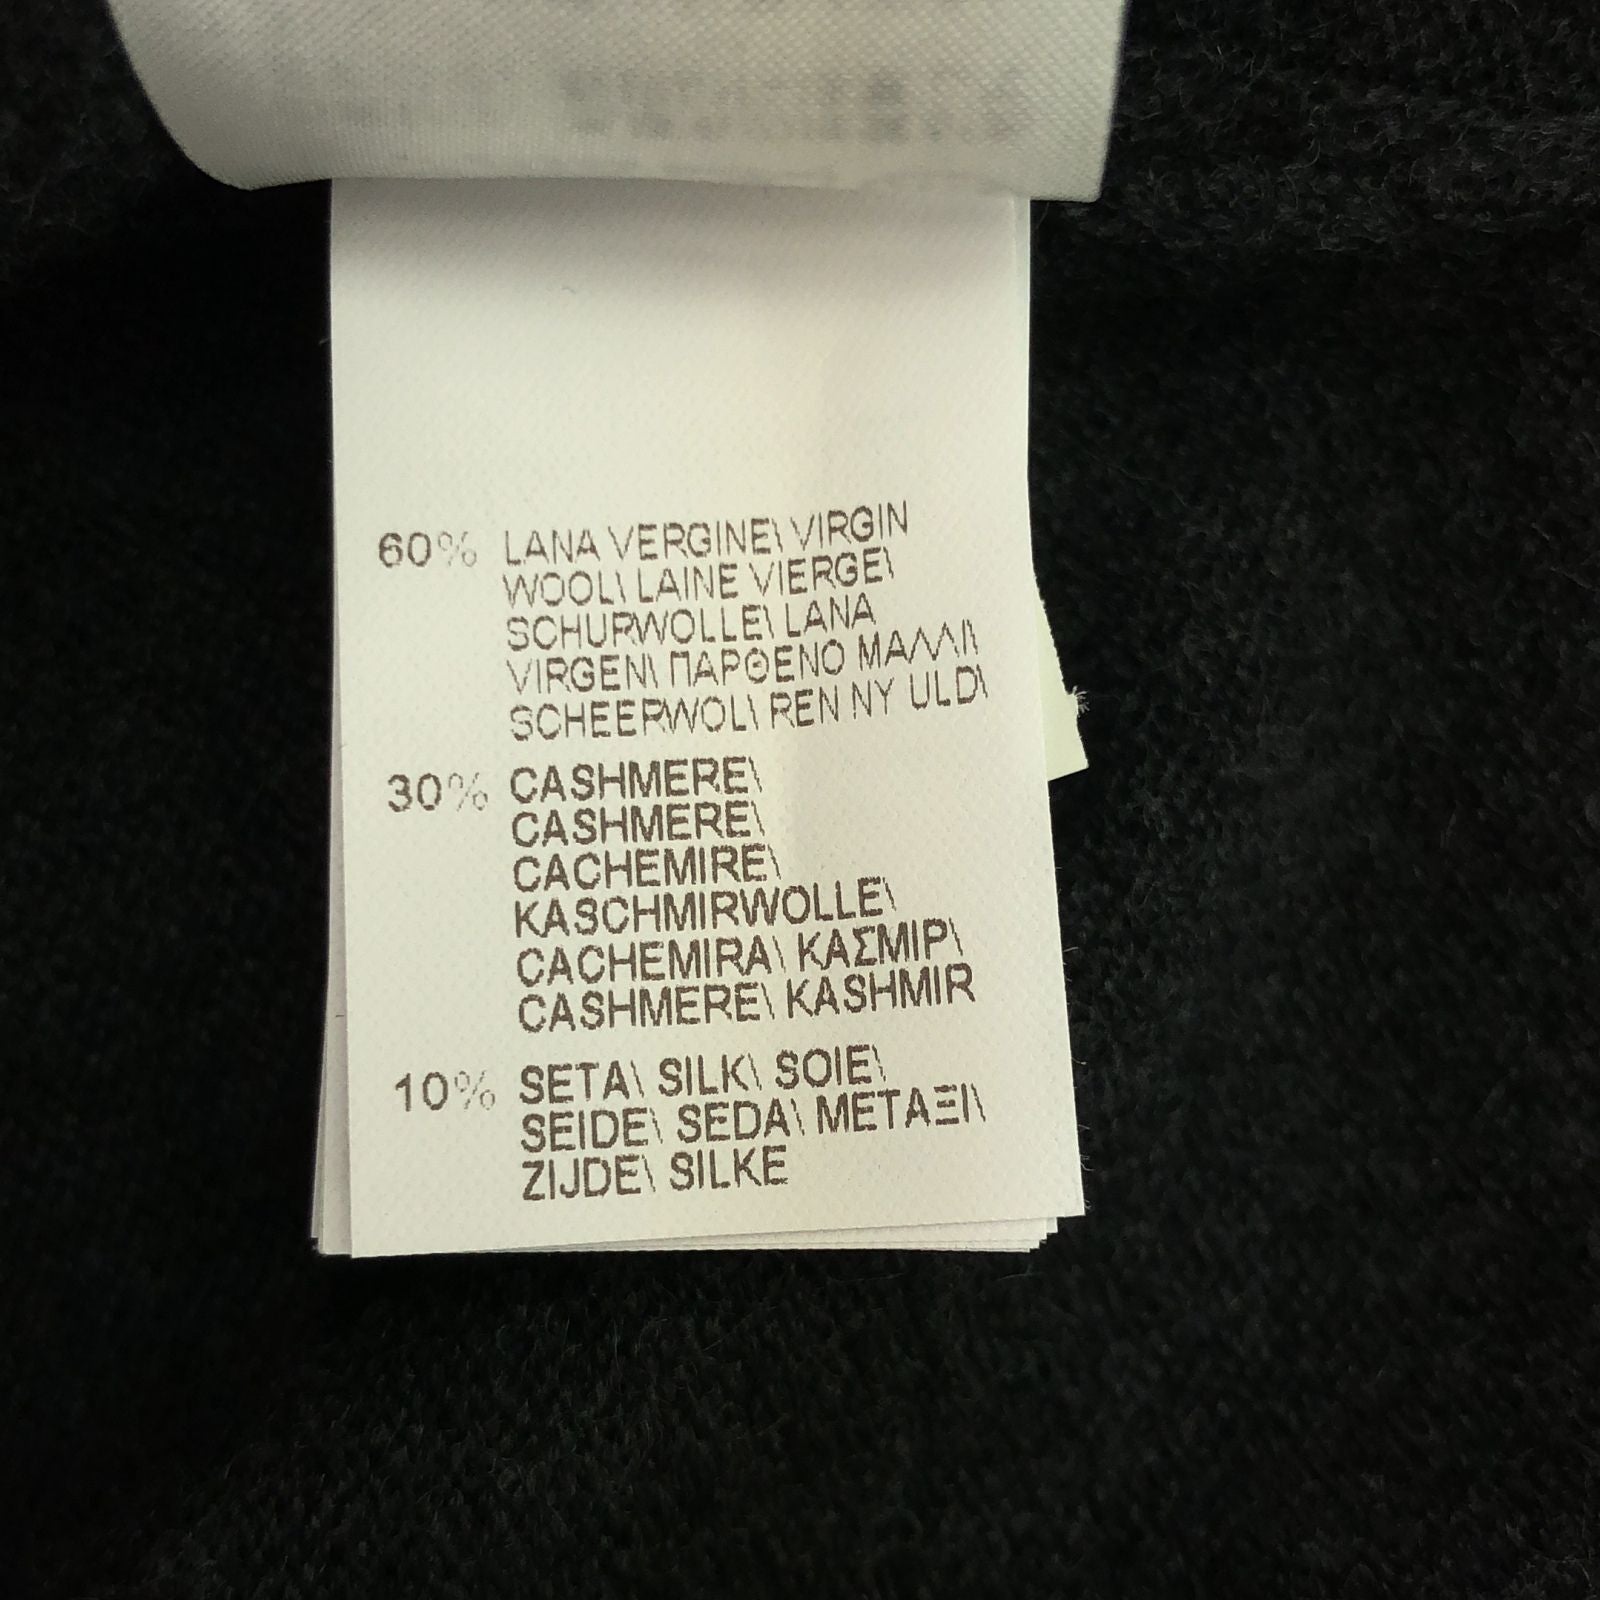 60% LANA VERGINE\ VIRGIN
WOOL\ LAINE VIERGE\
SCHURWOLLE\ LANA
VIRGEN\ ΠΑΡΘΕΝΟ ΜΑΛΛΙ\
SCHEERWOL\ REN NY ULD\
30% CASHMERE\
CASHMERE\
CACHEMIRE\
KASCHMIRWOLLE\
CACHEMIRA\ ΚΑΣΜΙΡ\
CASHMERE\ KASHMIR
10% SETA\ SILK\ SOIE\
SEIDE\ SEDA\ ΜΕΤΑΞΙ\
ZIJDE\ SILKE